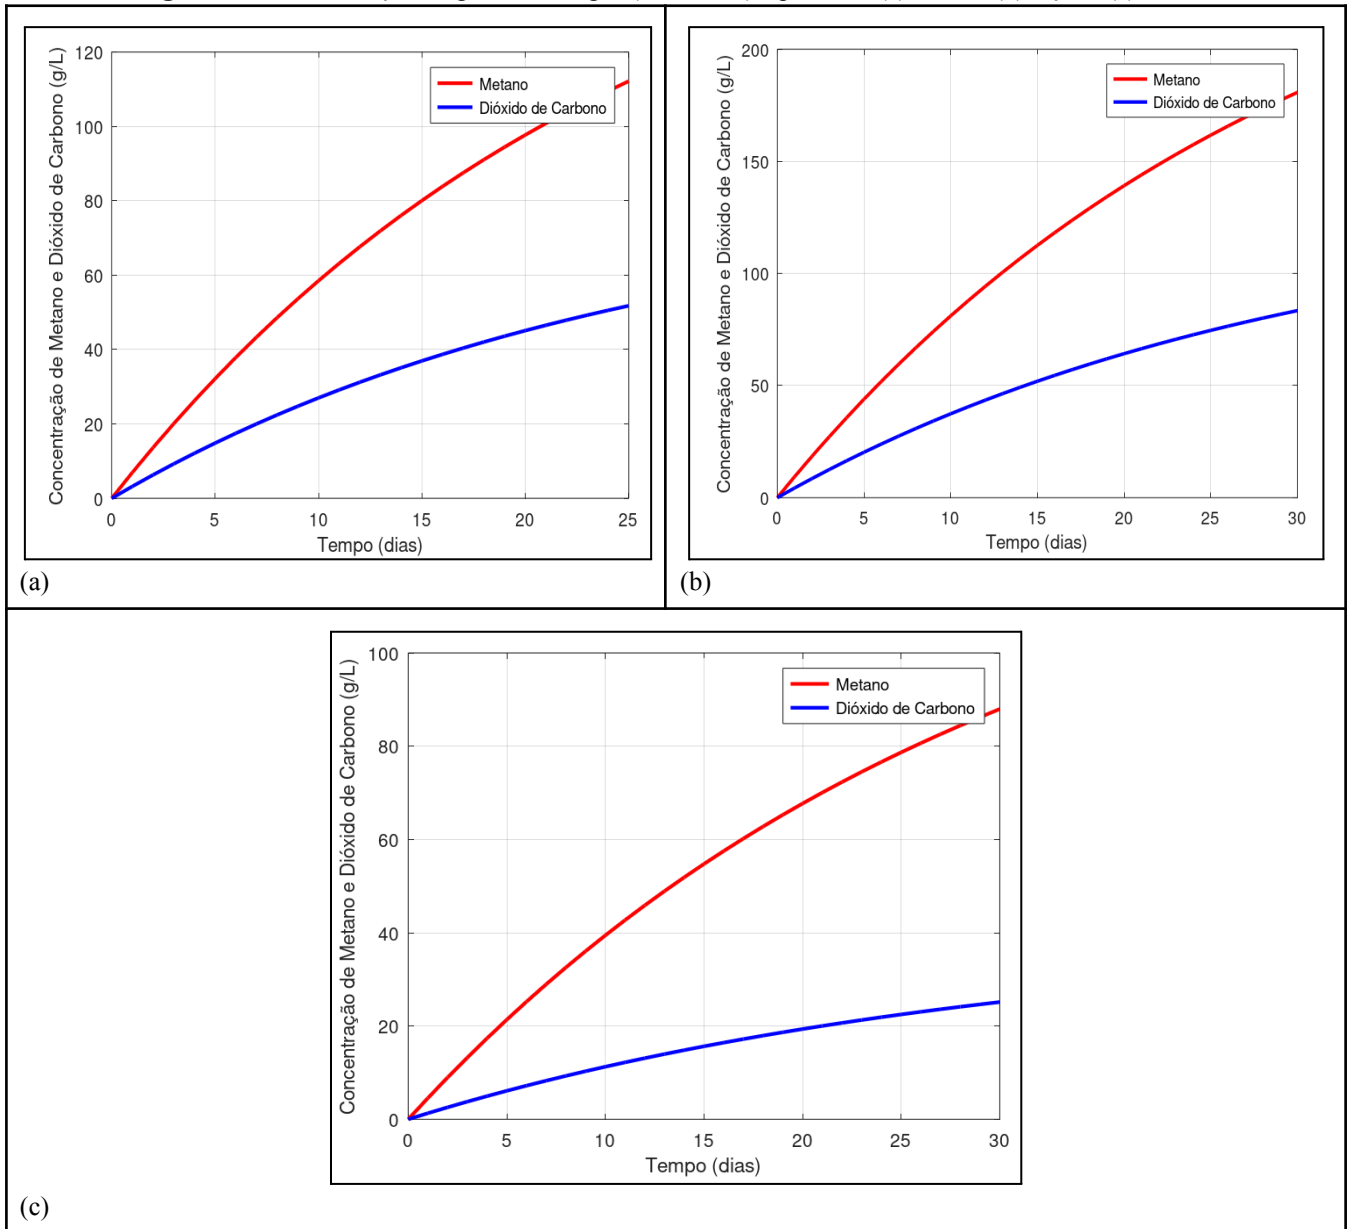 Concentração de Metano e Dióxido de Carbono (g/L)
120
100
80
60
40
20
0
Metano
Dióxido de Carbono
0 5 10 15 20 25
Tempo (dias)
(a)
Concentração de Metano e Dióxido de Carbono (g/L)
200
150
100
50
0
Metano
Dióxido de Carbono
0 5 10 15 20 25 30
Tempo (dias)
(b)
Concentração de Metano e Dióxido de Carbono (g/L)
100
80
60
40
20
0
Metano
Dióxido de Carbono
0 5 10 15 20 25 30
Tempo (dias)
(c)